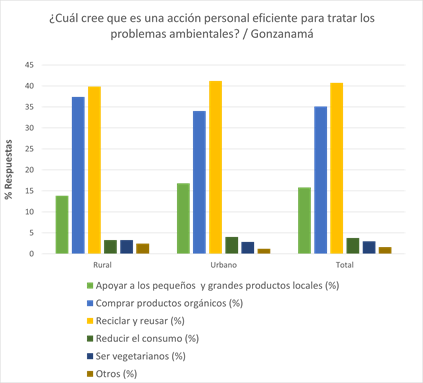 ¿Cuál cree que es una acción personal eficiente para tratar los
problemas ambientales? / Gonzanamá
% Respuestas
45
40
35
30
25
20
15
10
5
0
Rural Urbano Total
Apoyar a los pequeños y grandes productos locales (%)
Comprar productos orgánicos (%)
Reciclar y reusar (%)
Reducir el consumo (%)
Ser vegetarianos (%)
Otros (%)